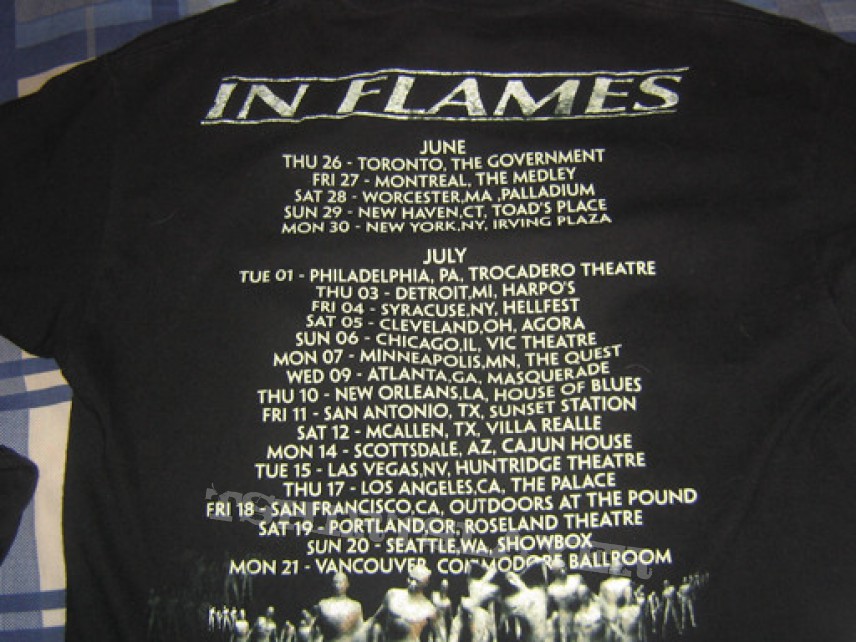 IN FLAMES
JUNE
THU 26 - TORONTO, THE GOVERNMENT
FRI 27 - MONTREAL, THE MEDLEY
SAT 28 - WORCESTER,MA ,PALLADIUM
SUN 29 - NEW HAVEN,CT, TOAD'S PLACE
MON 30 - NEW YORK,NY, IRVING PLAZA
JULY
TUE 01 - PHILADELPHIA, PA, TROCADERO THEATRE
THU 03 - DETROIT,MI, HARPO'S
FRI 04 - SYRACUSE,NY, HELLFEST
SAT 05 - CLEVELAND,OH, AGORA
SUN 06 - CHICAGO,IL, VIC THEATRE
MON 07 - MINNEAPOLIS,MN, THE QUEST
WED 09 - ATLANTA,GA, MASQUERADE
THU 10 - NEW ORLEANS,LA, HOUSE OF BLUES
FRI 11 - SAN ANTONIO, TX, SUNSET STATION
SAT 12 - MCALLEN, TX, VILLA REALLE
MON 14 - SCOTTSDALE, AZ, CAJUN HOUSE
TUE 15 - LAS VEGAS,NV, HUNTRIDGE THEATRE
THU 17 - LOS ANGELES,CA, THE PALACE
FRI 18 - SAN FRANCISCO,CA, OUTDOORS AT THE POUND
SAT 19 - PORTLAND,OR, ROSELAND THEATRE
SUN 20 - SEATTLE,WA, SHOWBOX
MON 21 - VANCOUVER, COMMODORE BALLROOM